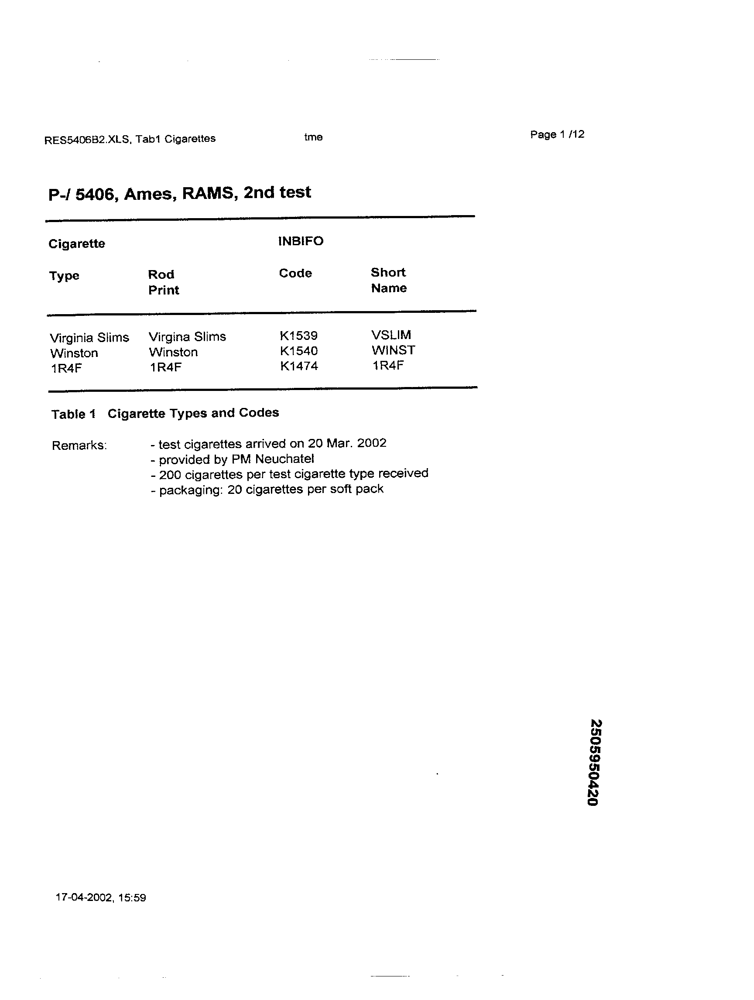 RES5406B2.XLS, Tab1 Cigarettes tme Page 1 /12
P-/ 5406, Ames, RAMS, 2nd test
Cigarette INBIFO
Type Rod Code Short
Print Name
Virginia Slims Virgina Slims K1539 VSLIM
Winston Winston K1540 WINST
1R4F 1R4F K1474 1R4F
Table 1 Cigarette Types and Codes
Remarks: - test cigarettes arrived on 20 Mar. 2002
- provided by PM Neuchatel
- 200 cigarettes per test cigarette type received
- packaging: 20 cigarettes per soft pack
2505950420
17-04-2002, 15:59